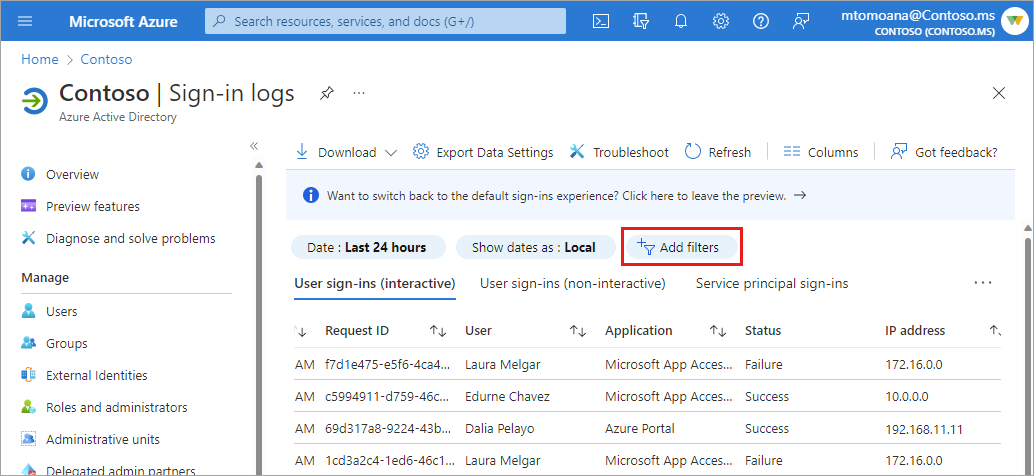 Microsoft Azure
Search resources, services, and docs (G+/)
mtomoana@Contoso.ms
CONTOSO (CONTOSO.MS)
Home > Contoso
Contoso | Sign-in logs
Azure Active Directory
Overview
Preview features
Diagnose and solve problems
Manage
Users
Groups
External Identities
Roles and administrators
Administrative units
Delegated admin partners
Download
Export Data Settings
Troubleshoot
Refresh
Columns
Got feedback?
Want to switch back to the default sign-ins experience? Click here to leave the preview. →
Date : Last 24 hours
Show dates as : Local
Add filters
User sign-ins (interactive)
User sign-ins (non-interactive)
Service principal sign-ins
Request ID User Application Status IP address
AM f7d1e475-e5f6-4ca4... Laura Melgar Microsoft App Acces... Failure 172.16.0.0
AM c5994911-d759-46c... Edurne Chavez Microsoft App Acces... Success 10.0.0.0
AM 69d317a8-9224-43b... Dalia Pelayo Azure Portal Success 192.168.11.11
AM 1cd3a2c4-1ed6-46c1... Laura Melgar Microsoft App Acces... Failure 172.16.0.0